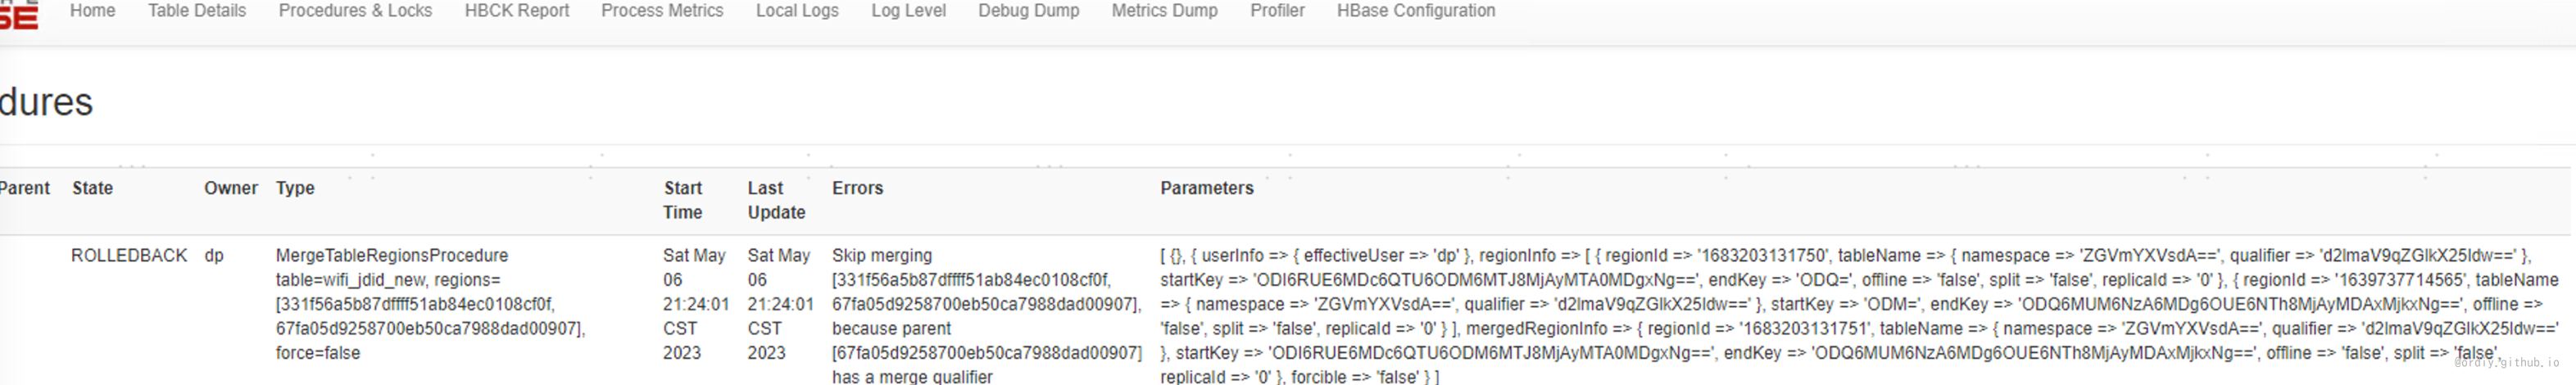 SE Home Table Details Procedures & Locks HBCK Report Process Metrics Local Logs Log Level Debug Dump Metrics Dump Profiler HBase Configuration
dures
Parent State Owner Type Start Time Last Update Errors Parameters
ROLLEDBACK dp
MergeTableRegionsProcedure
table=wifi_jdid_new, regions=
[331f56a5b87dffff51ab84ec0108cf0f,
67fa05d9258700eb50ca7988dad00907],
force=false
Sat May
06
21:24:01
CST
2023
Sat May
06
21:24:01
CST
2023
Skip merging
[331f56a5b87dffff51ab84ec0108cf0f,
67fa05d9258700eb50ca7988dad00907],
because parent
[67fa05d9258700eb50ca7988dad00907]
has a merge qualifier
[ {}, { userInfo => { effectiveUser => 'dp' }, regionInfo => [ { regionId => '1683203131750', tableName => { namespace => 'ZGVmYXVsdA==', qualifier => 'd2lmaV9qZGlkX25ldw==' },
startKey => 'ODI6RUE6MDc6QTU6ODM6MTJ8MjAyMTA0MDgxNg==', endKey => 'ODQ=', offline => 'false', split => 'false', replicaId => '0' }, { regionId => '1639737714565', tableName
=> { namespace => 'ZGVmYXVsdA==', qualifier => 'd2lmaV9qZGlkX25ldw==' }, startKey => 'ODM=', endKey => 'ODQ6MUM6NzA6MDg6OUE6NTh8MjAyMDAxMjkxNg==', offline =>
'false', split => 'false', replicaId => '0' } ], mergedRegionInfo => { regionId => '1683203131751', tableName => { namespace => 'ZGVmYXVsdA==', qualifier => 'd2lmaV9qZGlkX25ldw=='
}, startKey => 'ODI6RUE6MDc6QTU6ODM6MTJ8MjAyMTA0MDgxNg==', endKey => 'ODQ6MUM6NzA6MDg6OUE6NTh8MjAyMDAxMjkxNg==', offline => 'false', split => 'false',
replicaId => '0' }, forcible => 'false' } ]
@ordiy.github.io